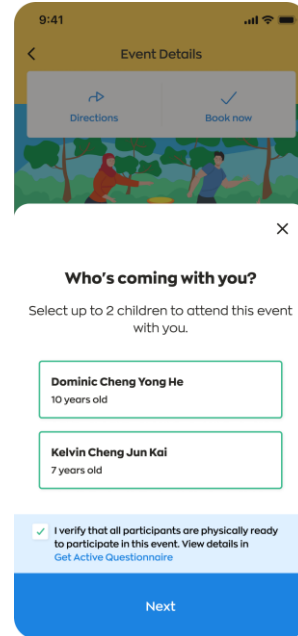 9:41
Event Details
Directions
Book now
Who's coming with you?
Select up to 2 children to attend this event
with you.
Dominic Cheng Yong He
10 years old
Kelvin Cheng Jun Kai
7 years old
I verify that all participants are physically ready
to participate in this event. View details in
Get Active Questionnaire
Next